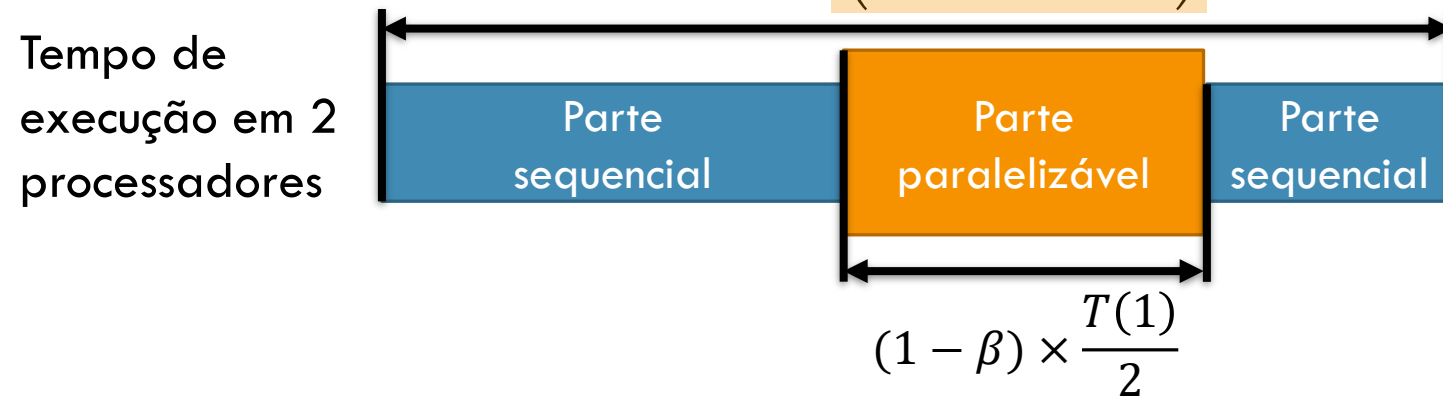 Tempo de
execução em 2
processadores
Parte
sequencial
Parte
paralelizável
Parte
sequencial
(1 − β) × T(1)/2